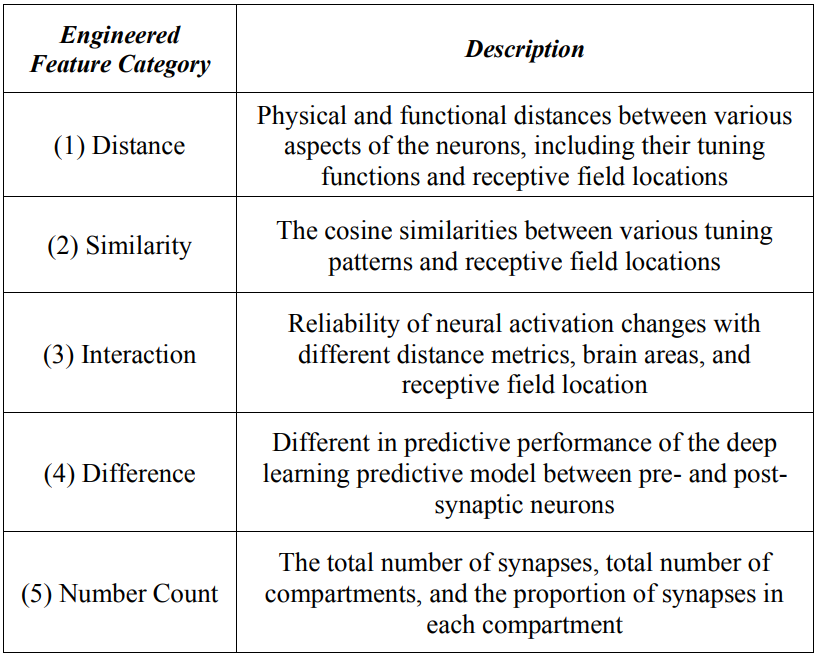 Engineered
Feature Category
Description
(1) Distance
Physical and functional distances between various
aspects of the neurons, including their tuning
functions and receptive field locations
(2) Similarity
The cosine similarities between various tuning
patterns and receptive field locations
(3) Interaction
Reliability of neural activation changes with
different distance metrics, brain areas, and
receptive field location
(4) Difference
Different in predictive performance of the deep
learning predictive model between pre- and post-
synaptic neurons
(5) Number Count
The total number of synapses, total number of
compartments, and the proportion of synapses in
each compartment